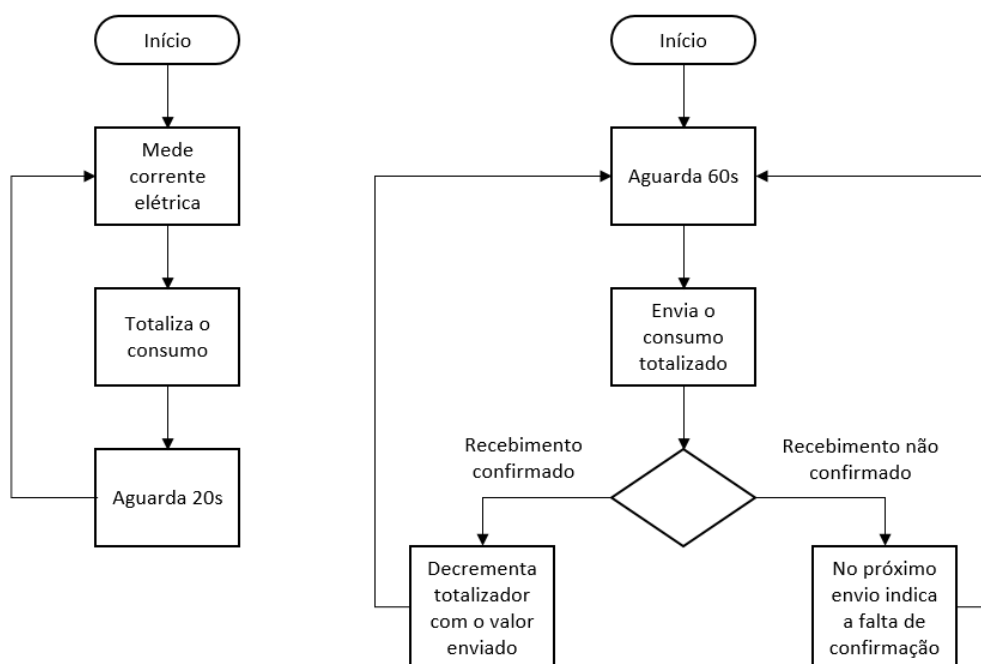 Início
Mede
corrente
elétrica
Totaliza o
consumo
Aguarda 20s
Início
Aguarda 60s
Envia o
consumo
totalizado
Recebimento
confirmado
Recebimento não
confirmado
Decrementa
totalizador
com o valor
enviado
No próximo
envio indica
a falta de
confirmação